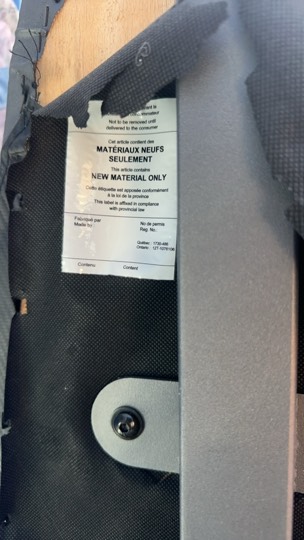 Not to be removed until
delivered to the consumer
Cet article contient des
MATÉRIAUX NEUFS
SEULEMENT
This article contains
NEW MATERIAL ONLY
Cette étiquette est apposée conformément
à la loi de la province
This label is affixed in compliance
with provincial law
Fabriqué par No de permis
Made by: Reg. No.:
Québec:
Ontario:
Contenu Content